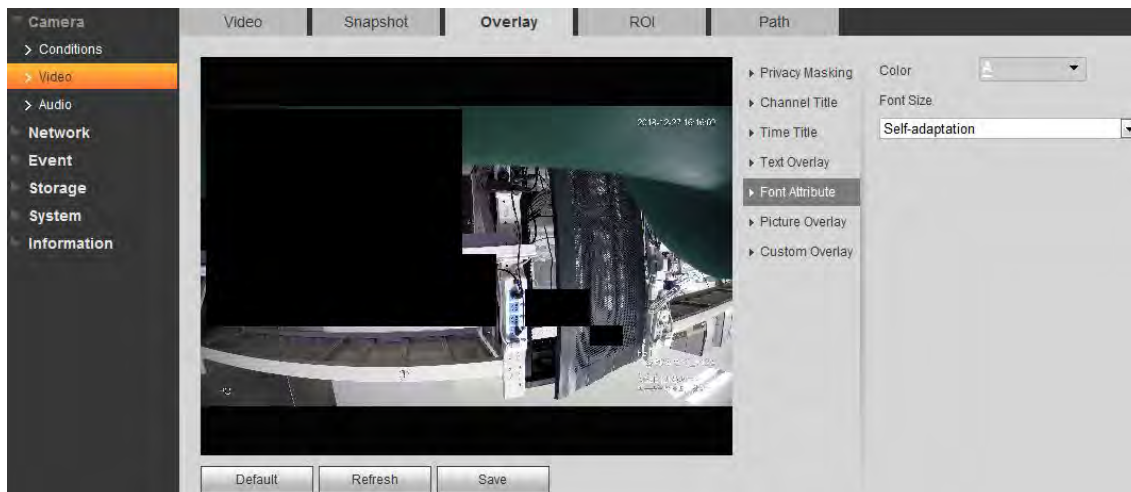 Camera
Conditions
Video
Audio
Network
Event
Storage
System
Information
Video
Snapshot
Overlay
ROI
Path
Privacy Masking
Channel Title
Time Title
Text Overlay
Font Attribute
Picture Overlay
Custom Overlay
Color
Font Size
Self-adaptation
Default
Refresh
Save